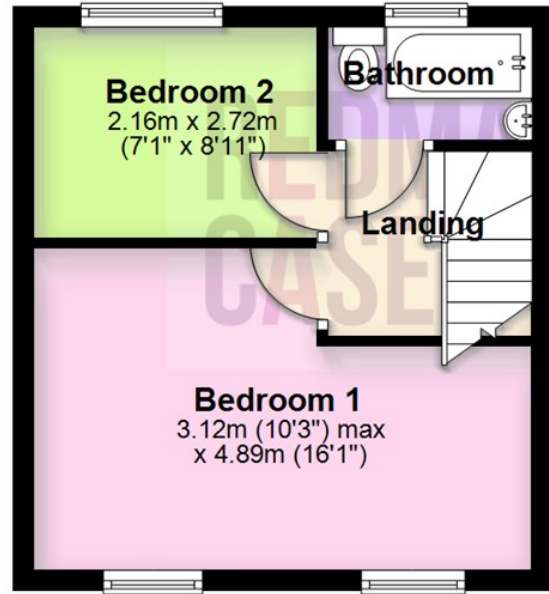 Bedroom 2
2.16m x 2.72m
(7'1" x 8'11")
Bathroom
Landing
Bedroom 1
3.12m (10'3") max
x 4.89m (16'1")
CASE